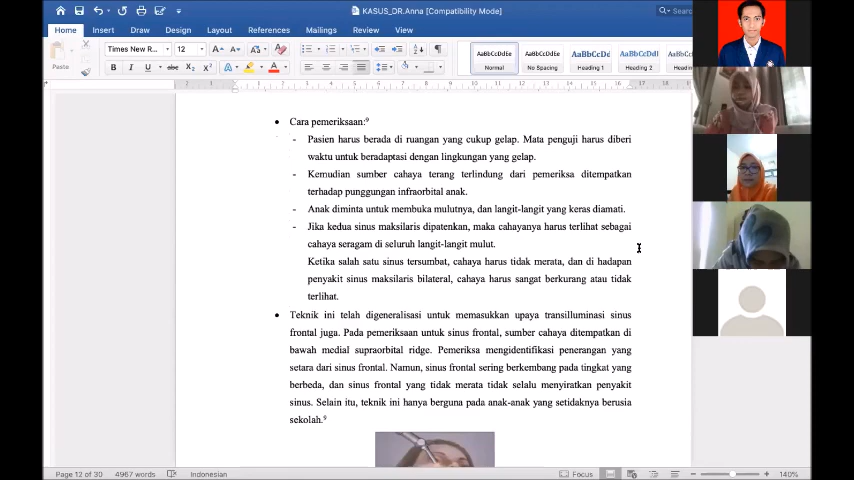 KASUS_DR.Anna [Compatibility Mode]
Home Insert Draw Design Layout References Mailings Review View
Times New R... 12
AaBbCcDc AaBbCcDc AaBbCcDd AaBbCcDdE
Paste
Normal No Spacing Heading 1 Heading 2
Cara pemeriksaan:9
- Pasien harus berada di ruangan yang cukup gelap. Mata penguji harus diberi
waktu untuk beradaptasi dengan lingkungan yang gelap.
- Kemudian sumber cahaya terang terlindung dari pemeriksa ditempatkan
terhadap punggungan infraorbital anak.
- Anak diminta untuk membuka mulutnya, dan langit-langit yang keras diamati.
- Jika kedua sinus maksilaris dipatenkan, maka cahayanya harus terlihat sebagai
cahaya seragam di seluruh langit-langit mulut.
Ketika salah satu sinus tersumbat, cahaya harus tidak merata, dan di hadapan
penyakit sinus maksilaris bilateral, cahaya harus sangat berkurang atau tidak
terlihat.
Teknik ini telah digeneralisasi untuk memasukkan upaya transilluminasi sinus
frontal juga. Pada pemeriksaan untuk sinus frontal, sumber cahaya ditempatkan di
bawah medial supraorbital ridge. Pemeriksa mengidentifikasi penerangan yang
setara dari sinus frontal. Namun, sinus frontal sering berkembang pada tingkat yang
berbeda, dan sinus frontal yang tidak merata tidak selalu menyiratkan penyakit
sinus. Selain itu, teknik ini hanya berguna pada anak-anak yang setidaknya berusia
sekolah.9
Page 12 of 30 4967 words Indonesian Focus 140%